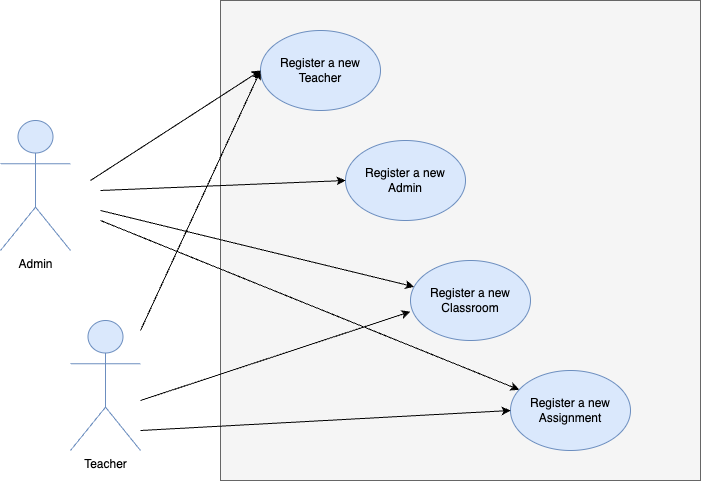 Register a new
Teacher
Register a new
Admin
Admin
Register a new
Classroom
Register a new
Assignment
Teacher